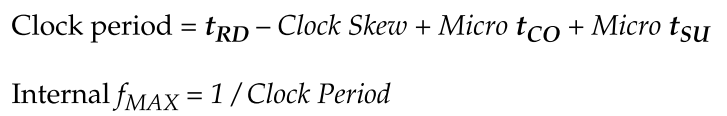 Clock period = tRD – Clock Skew + Micro tCO + Micro tSU
Internal fMAX = 1 / Clock Period